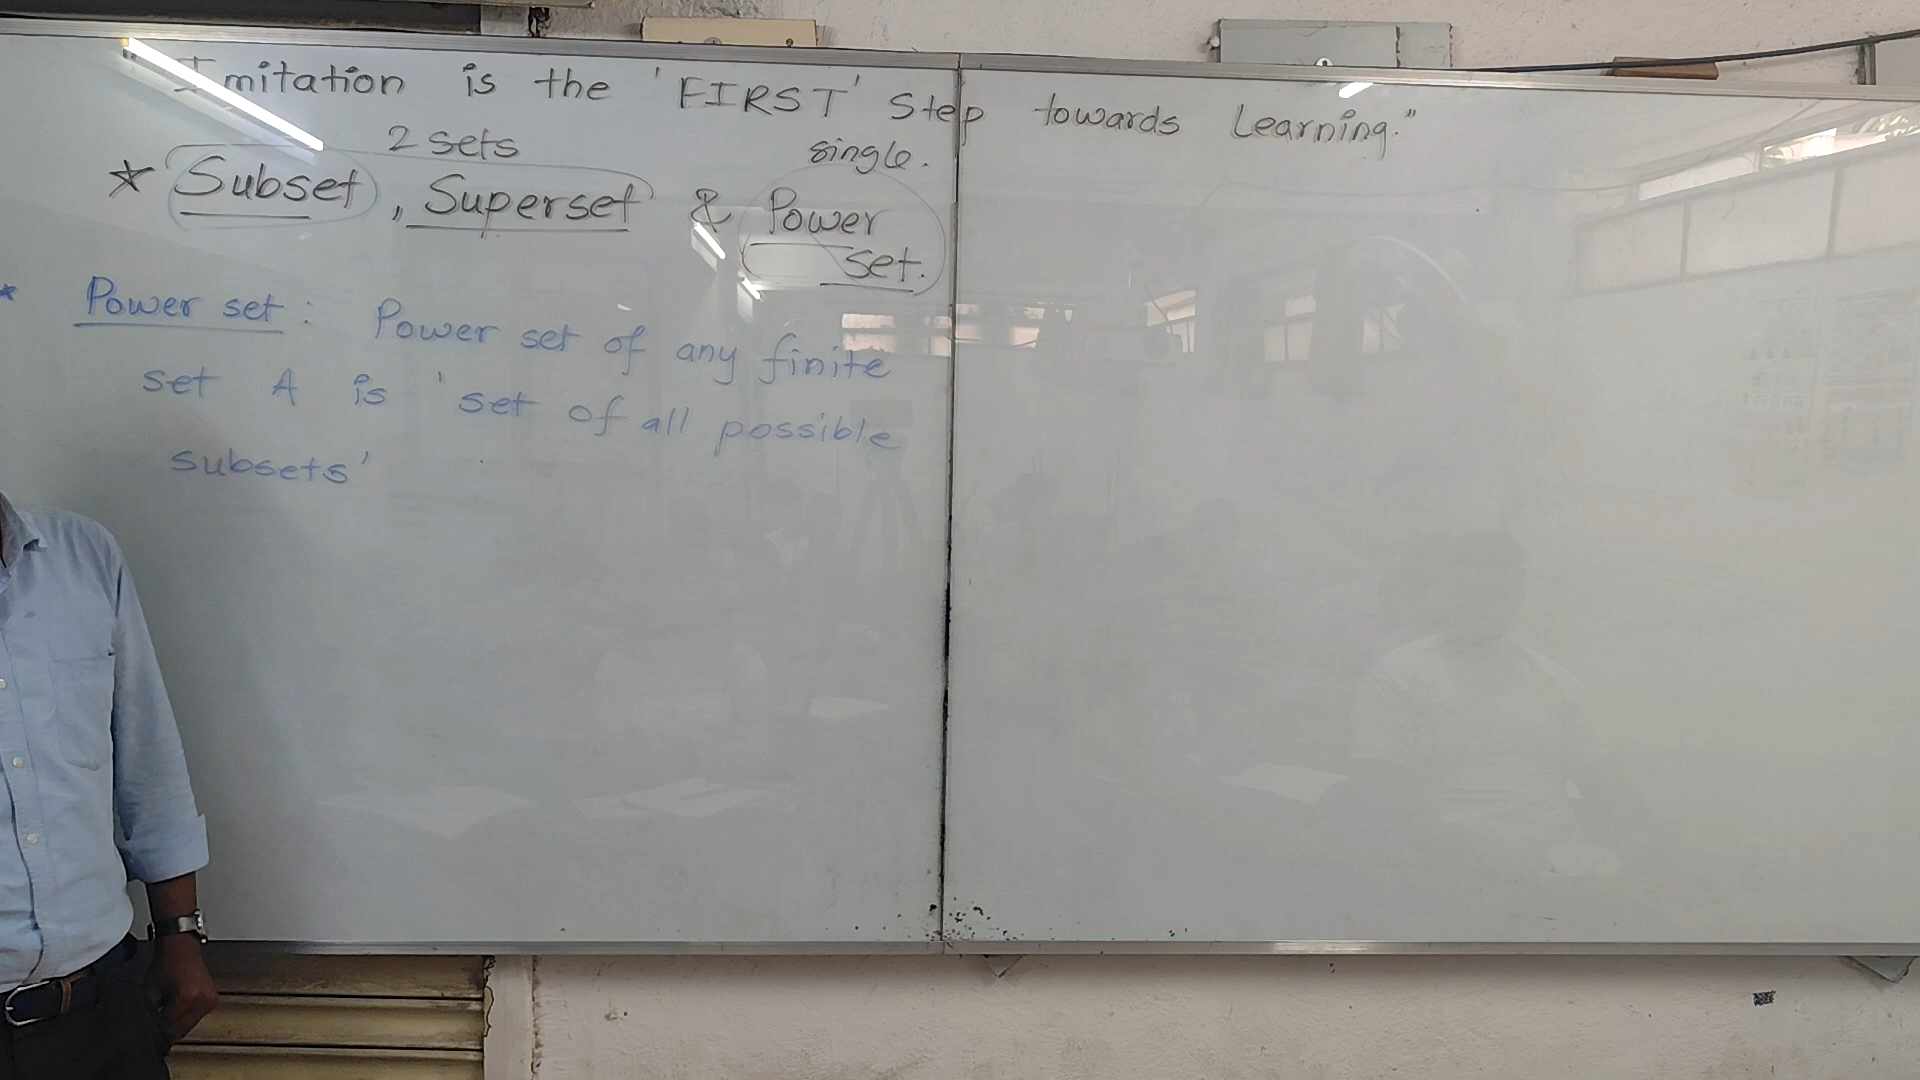 "Imitation is the 'FIRST' Step towards Learning."
2 sets single.
* Subset, Superset & Power
set.
* Power set : Power set of any finite
set A is 'set of all possible
subsets'